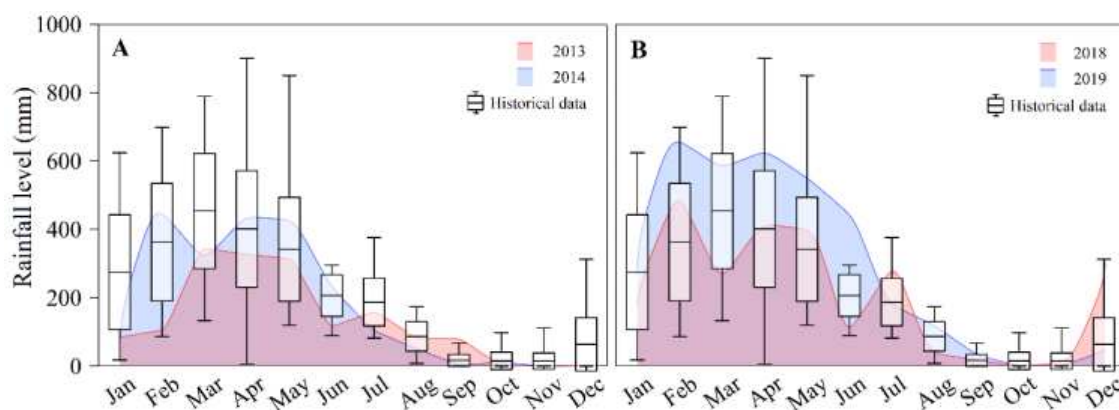 1000
800
600
400
200
0
Rainfall level (mm)
A
2013
2014
Historical data
Jan Feb Mar Apr May Jun Jul Aug Sep Oct Nov Dec
B
2018
2019
Historical data
Jan Feb Mar Apr May Jun Jul Aug Sep Oct Nov Dec